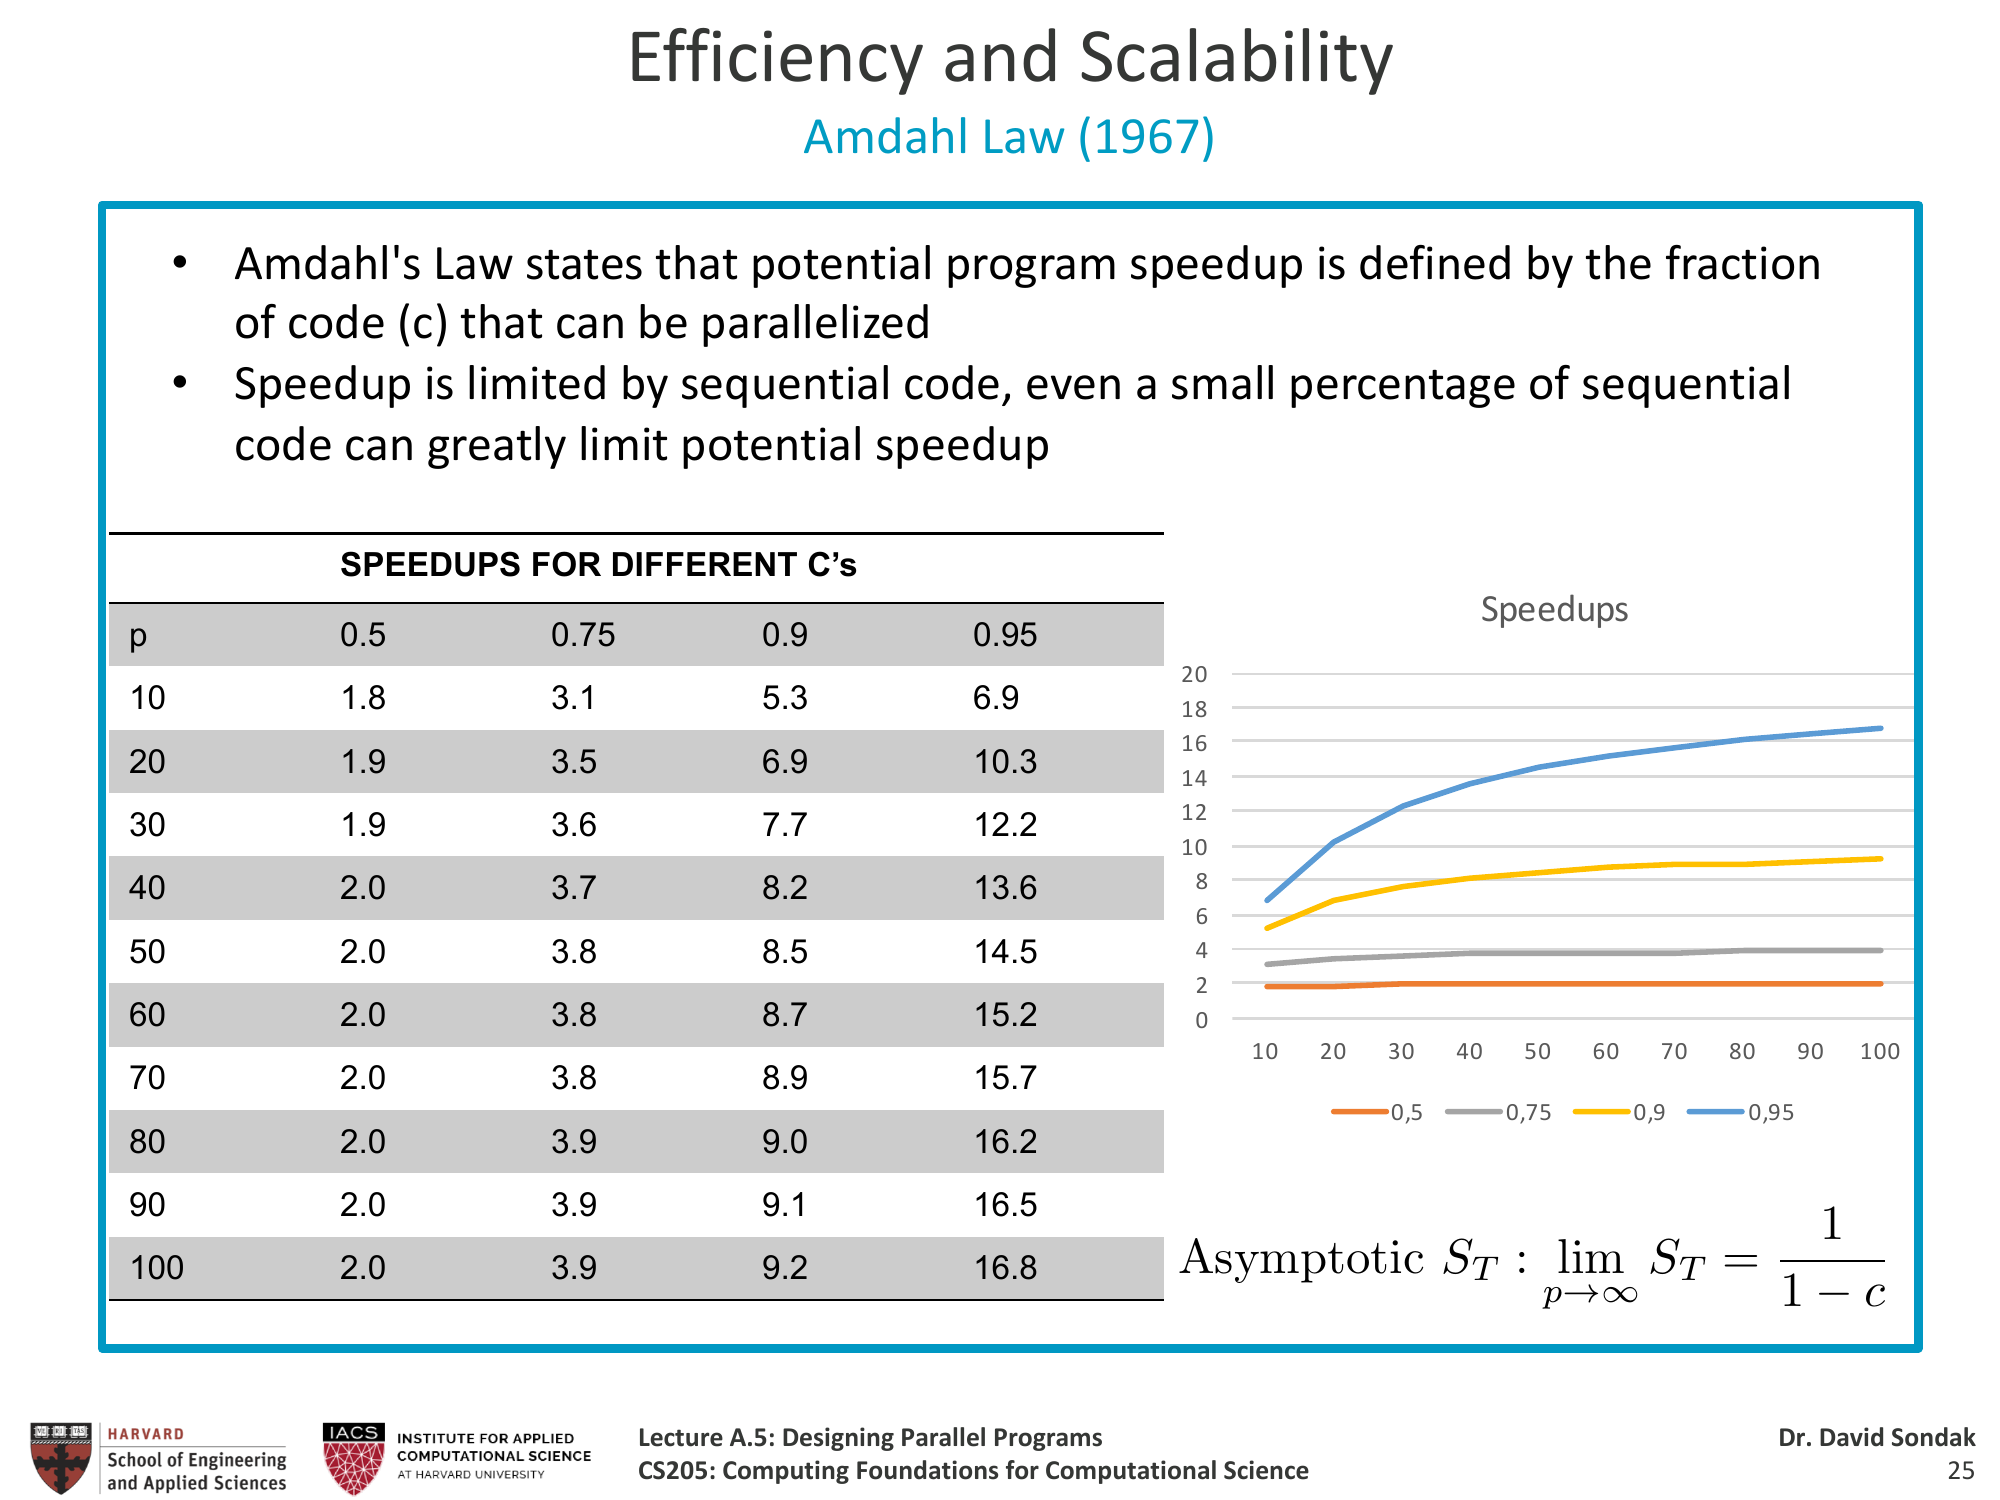 Efficiency and Scalability
Amdahl Law (1967)
• Amdahl's Law states that potential program speedup is defined by the fraction
of code (c) that can be parallelized
• Speedup is limited by sequential code, even a small percentage of sequential
code can greatly limit potential speedup
SPEEDUPS FOR DIFFERENT C’s
p 0.5 0.75 0.9 0.95
10 1.8 3.1 5.3 6.9
20 1.9 3.5 6.9 10.3
30 1.9 3.6 7.7 12.2
40 2.0 3.7 8.2 13.6
50 2.0 3.8 8.5 14.5
60 2.0 3.8 8.7 15.2
70 2.0 3.8 8.9 15.7
80 2.0 3.9 9.0 16.2
90 2.0 3.9 9.1 16.5
100 2.0 3.9 9.2 16.8
Speedups
20
18
16
14
12
10
8
6
4
2
0
10 20 30 40 50 60 70 80 90 100
0,5 0,75 0,9 0,95
Asymptotic S_T : lim_{p→∞} S_T = 1 / (1 − c)
HARVARD
School of Engineering
and Applied Sciences
IACS
INSTITUTE FOR APPLIED
COMPUTATIONAL SCIENCE
AT HARVARD UNIVERSITY
Lecture A.5: Designing Parallel Programs
CS205: Computing Foundations for Computational Science
Dr. David Sondak
25